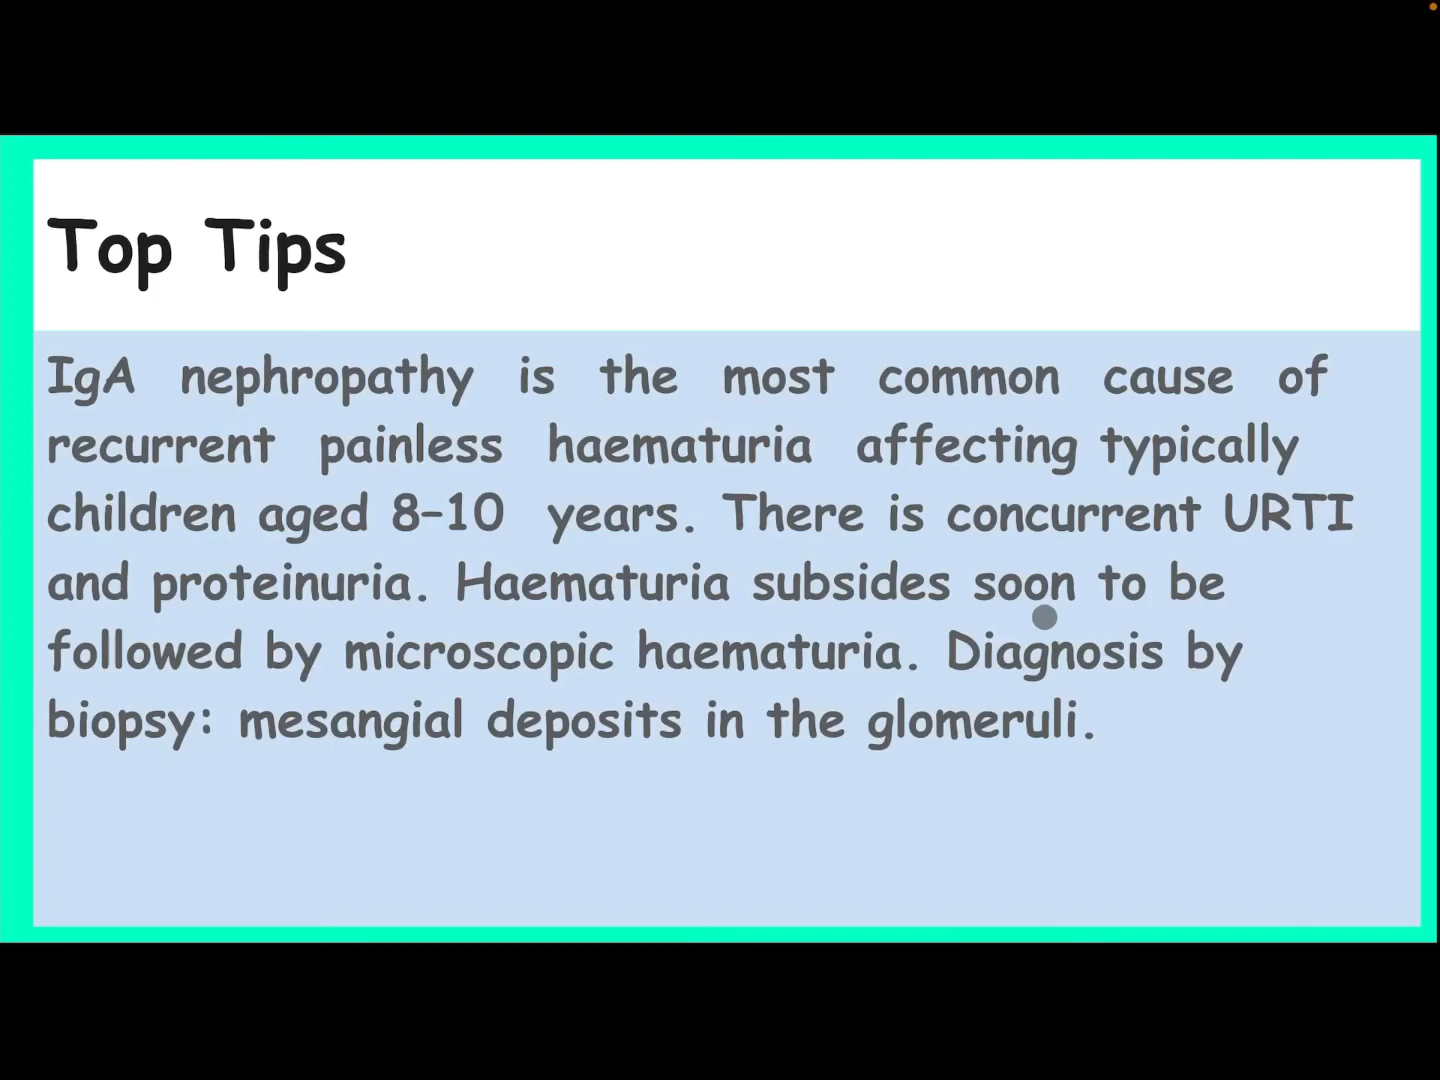 Top Tips
IgA nephropathy is the most common cause of
recurrent painless haematuria affecting typically
children aged 8–10 years. There is concurrent URTI
and proteinuria. Haematuria subsides soon to be
followed by microscopic haematuria. Diagnosis by
biopsy: mesangial deposits in the glomeruli.